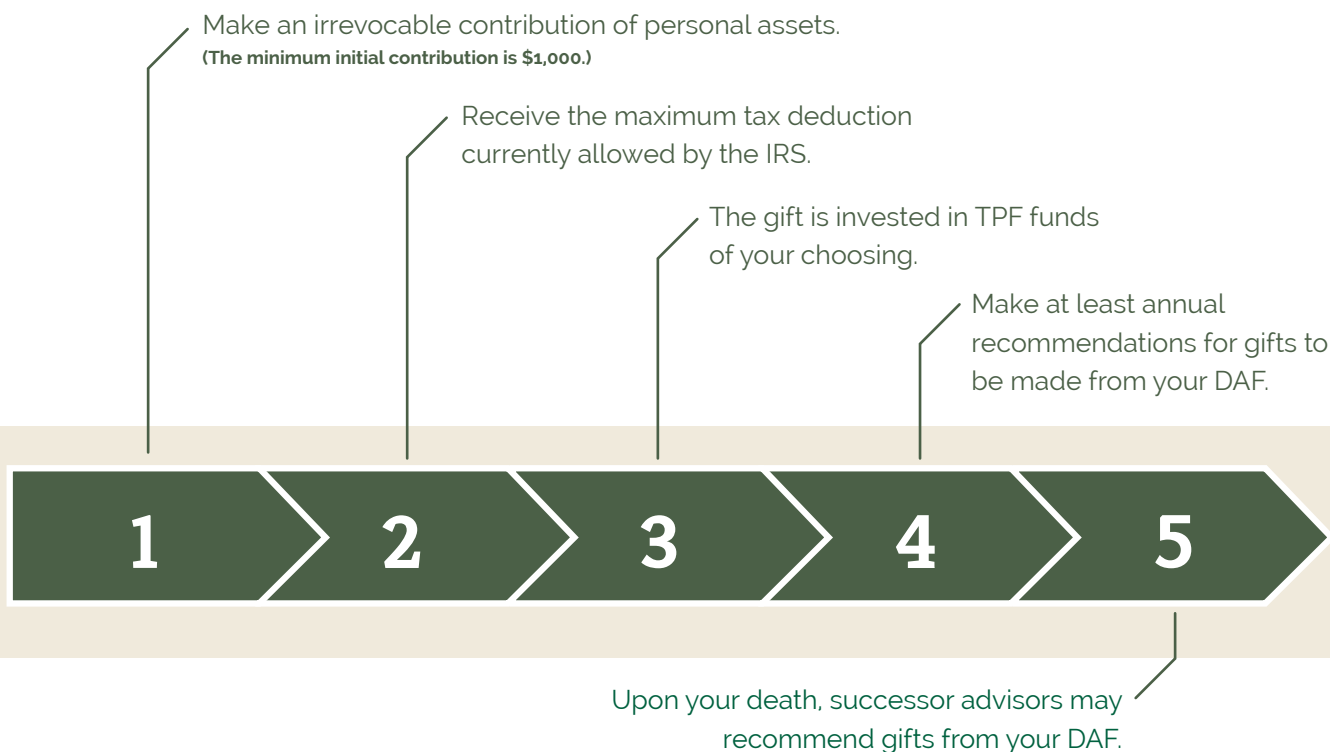 Make an irrevocable contribution of personal assets.
(The minimum initial contribution is $1,000.)
Receive the maximum tax deduction
currently allowed by the IRS.
The gift is invested in TPF funds
of your choosing.
Make at least annual
recommendations for gifts to
be made from your DAF.
1
2
3
4
5
Upon your death, successor advisors may
recommend gifts from your DAF.